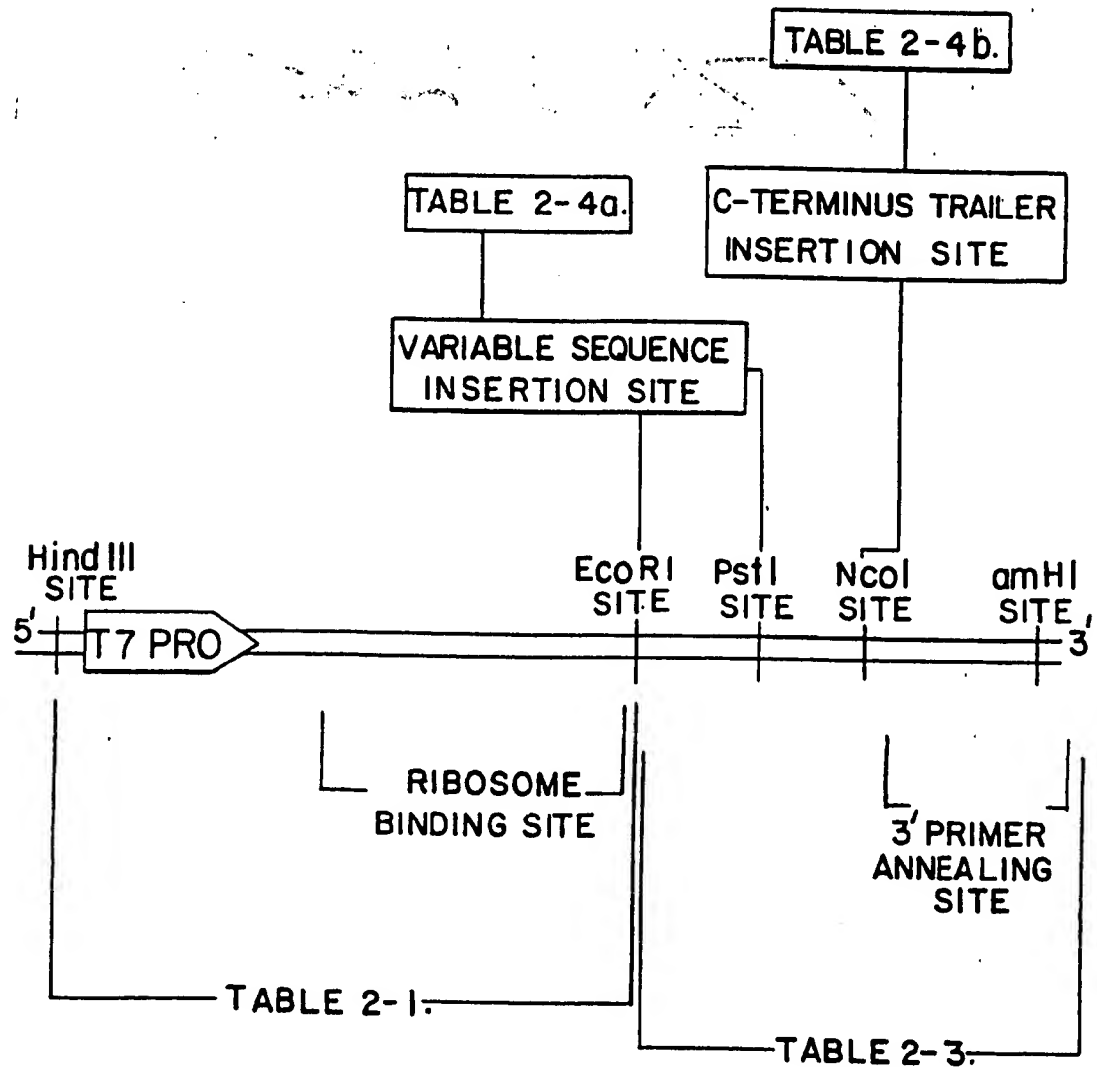 TABLE 2-4b.
C-TERMINUS TRAILER
INSERTION SITE
TABLE 2-4a.
VARIABLE SEQUENCE
INSERTION SITE
Hind III
SITE
EcoRI
SITE
PstI
SITE
NcoI
SITE
amHI
SITE
5'
T7 PRO
3'
RIBOSOME
BINDING SITE
3' PRIMER
ANNEALING
SITE
TABLE 2-1.
TABLE 2-3.